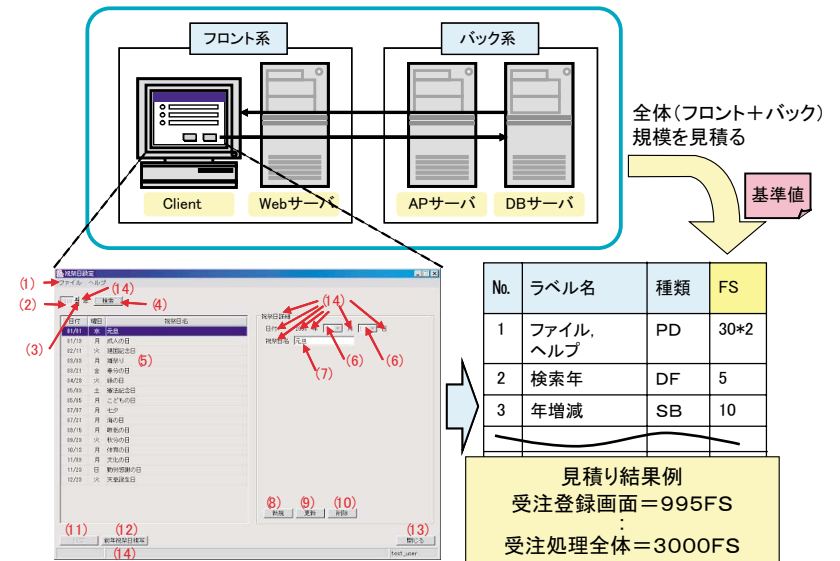 フロント系
バック系
Client
Webサーバ
APサーバ
DBサーバ
全体(フロント+バック)
規模を見積る
基準値
祝祭日設定
(1)
ファイル ヘルプ
(14)
(2)
年
検索
(4)
(3)
日付 曜日 祝祭日名
01/01 水 元旦
01/13 月 成人の日
02/11 火 建国記念日
03/03 月 雛祭り
(5)
03/21 金 春分の日
04/29 火 緑の日
05/03 土 憲法記念日
05/05 月 こどもの日
07/07 月 七夕
07/21 月 海の日
09/15 月 敬老の日
09/23 火 秋分の日
10/13 月 体育の日
11/03 月 文化の日
11/23 日 勤労感謝の日
12/23 火 天皇誕生日
祝祭日詳細
(14)
日付
年
日
祝祭日名 元旦
(6)
(6)
(7)
(8) (9) (10)
新規 更新 削除
(11) (12) (13)
前年祝祭日複写 閉じる
(14)
test_user
No. ラベル名 種類 FS
1 ファイル, PD 30*2
ヘルプ
2 検索年 DF 5
3 年増減 SB 10
見積り結果例
受注登録画面=995FS
:
受注処理全体=3000FS